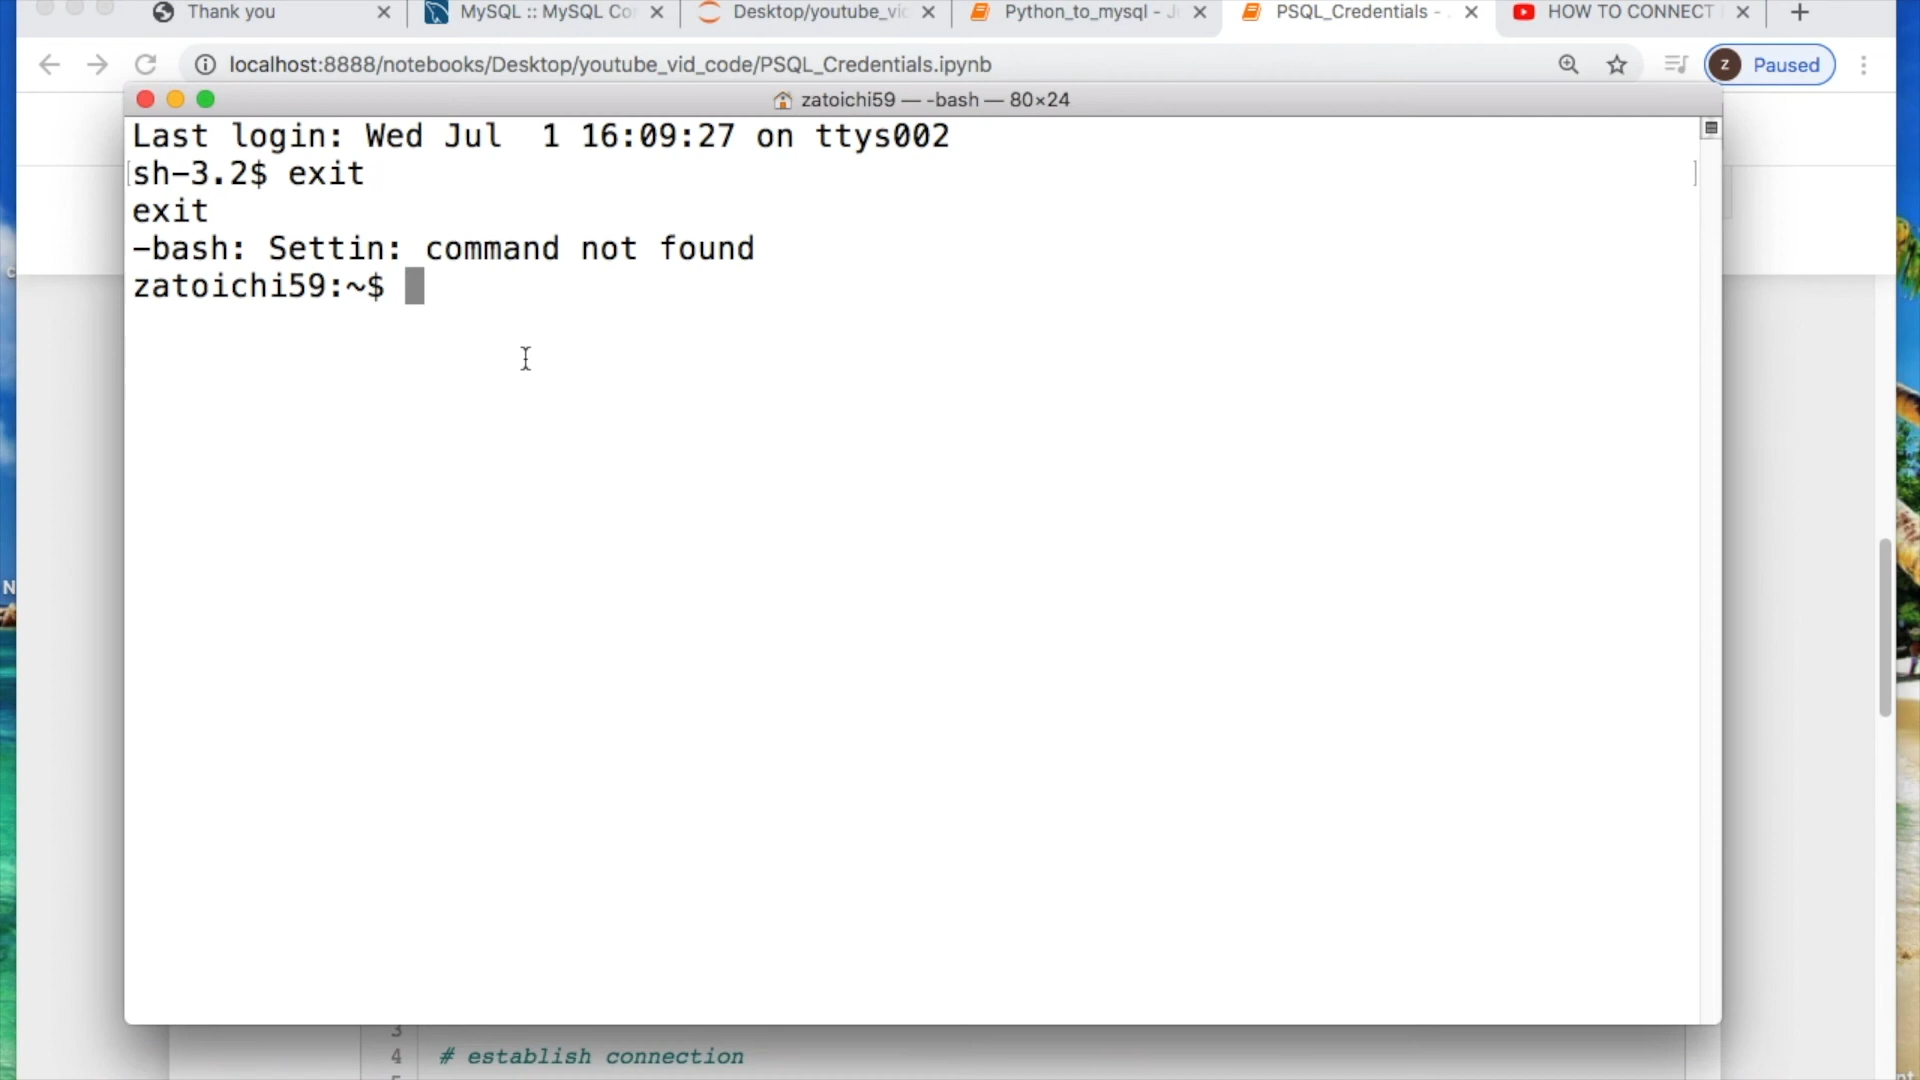 Thank you
MySQL :: MySQL Co
Desktop/youtube_vi
Python_to_mysql - J
PSQL_Credentials -
HOW TO CONNECT
localhost:8888/notebooks/Desktop/youtube_vid_code/PSQL_Credentials.ipynb
z
Paused
zatoichi59 — -bash — 80×24
Last login: Wed Jul  1 16:09:27 on ttys002
[sh-3.2$ exit ]
exit
-bash: Settin: command not found
zatoichi59:~$
N
3
4 # establish connection